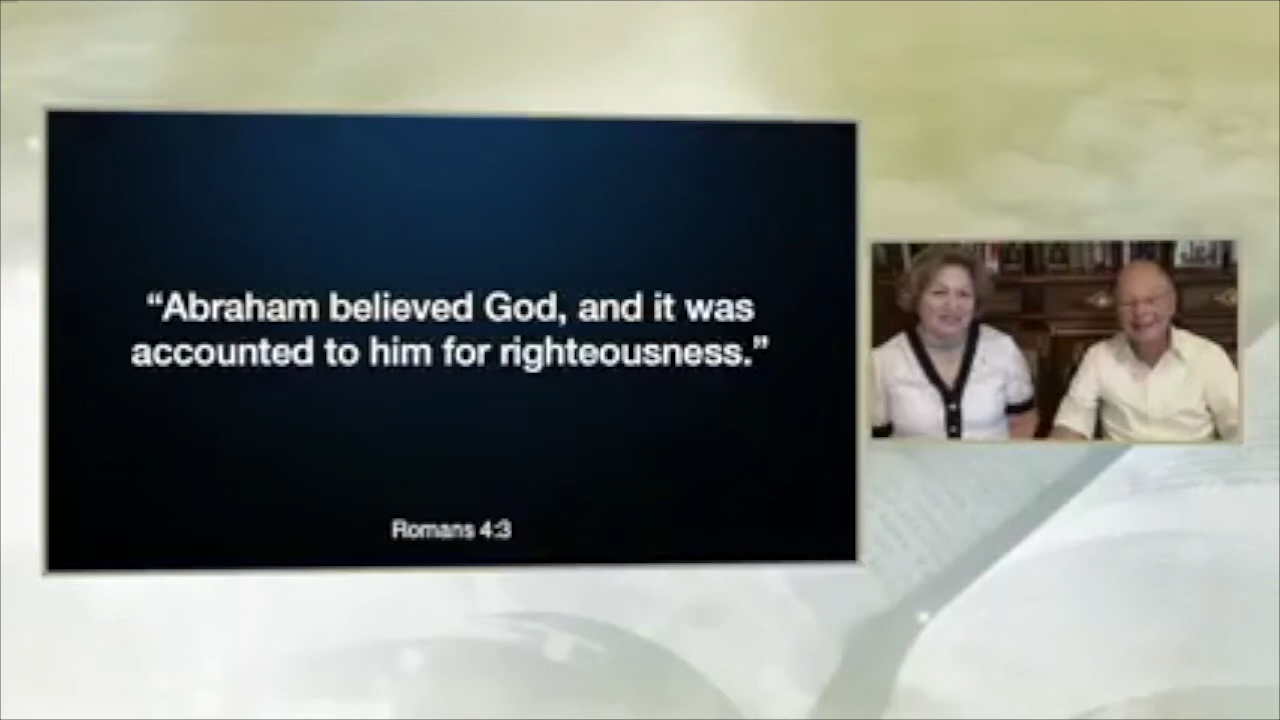 “Abraham believed God, and it was
accounted to him for righteousness.”
Romans 4:3